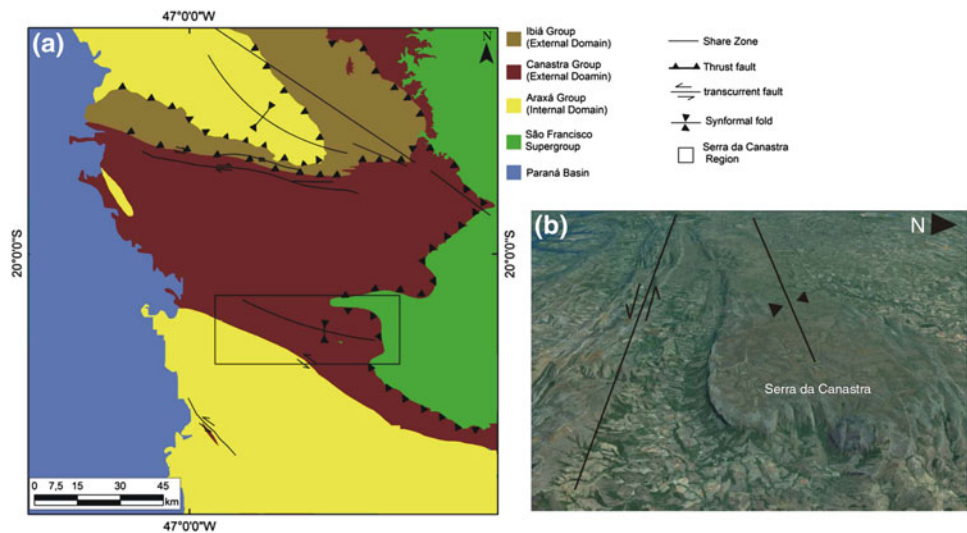 47°0'0"W
(a)
N
20°0'0"S
20°0'0"S
0 7,5 15 30 45
km
47°0'0"W
Ibiá Group
(External Domain)
Canastra Group
(External Doamin)
Araxá Group
(Internal Domain)
São Francisco
Supergroup
Paraná Basin
Share Zone
Thrust fault
transcurrent fault
Synformal fold
Serra da Canastra
Region
(b)
N
Serra da Canastra